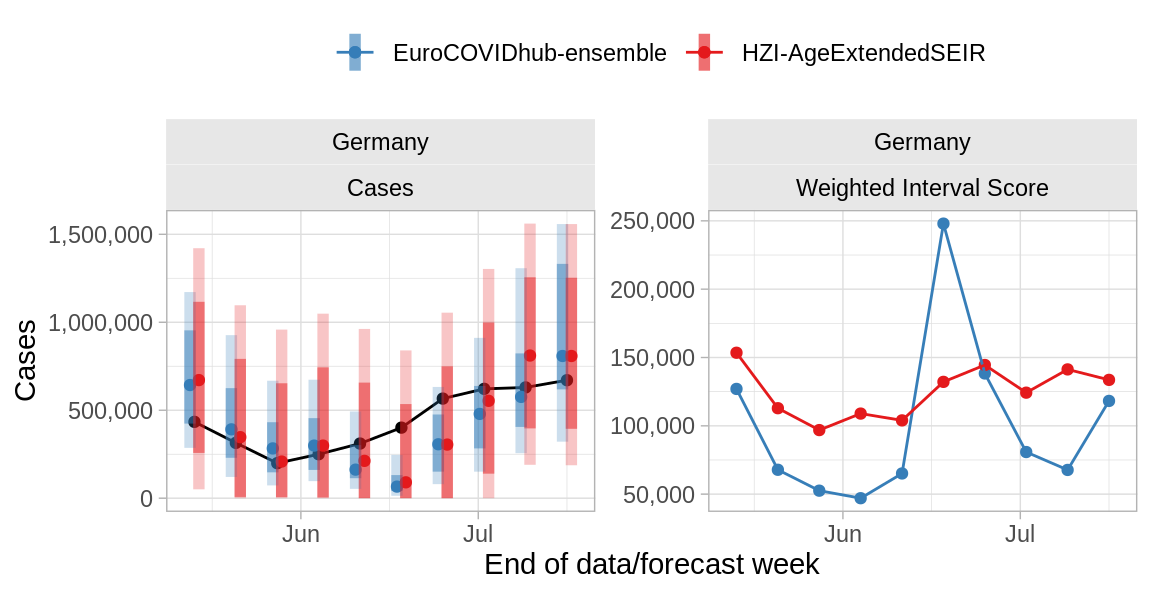 EuroCOVIDhub-ensemble HZI-AgeExtendedSEIR
Germany
Cases
Germany
Weighted Interval Score
Cases
1,500,000
1,000,000
500,000
0
Jun
Jul
250,000
200,000
150,000
100,000
50,000
Jun
Jul
End of data/forecast week